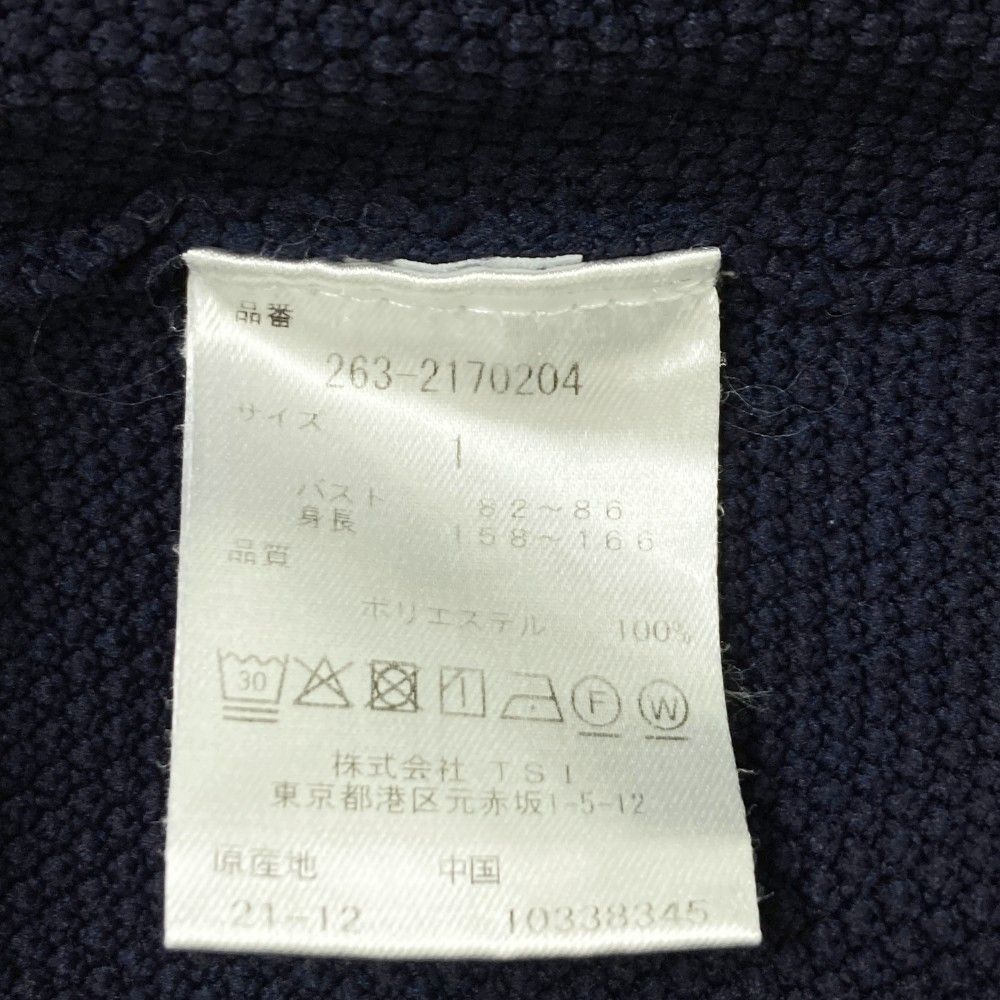 品番
263-2170204
サイズ
1
バスト 82～86
身長 158～166
品質
ポリエステル 100%
30 F W
株式会社 TSI
東京都港区元赤坂1-5-12
原産地 中国
21-12 10338345